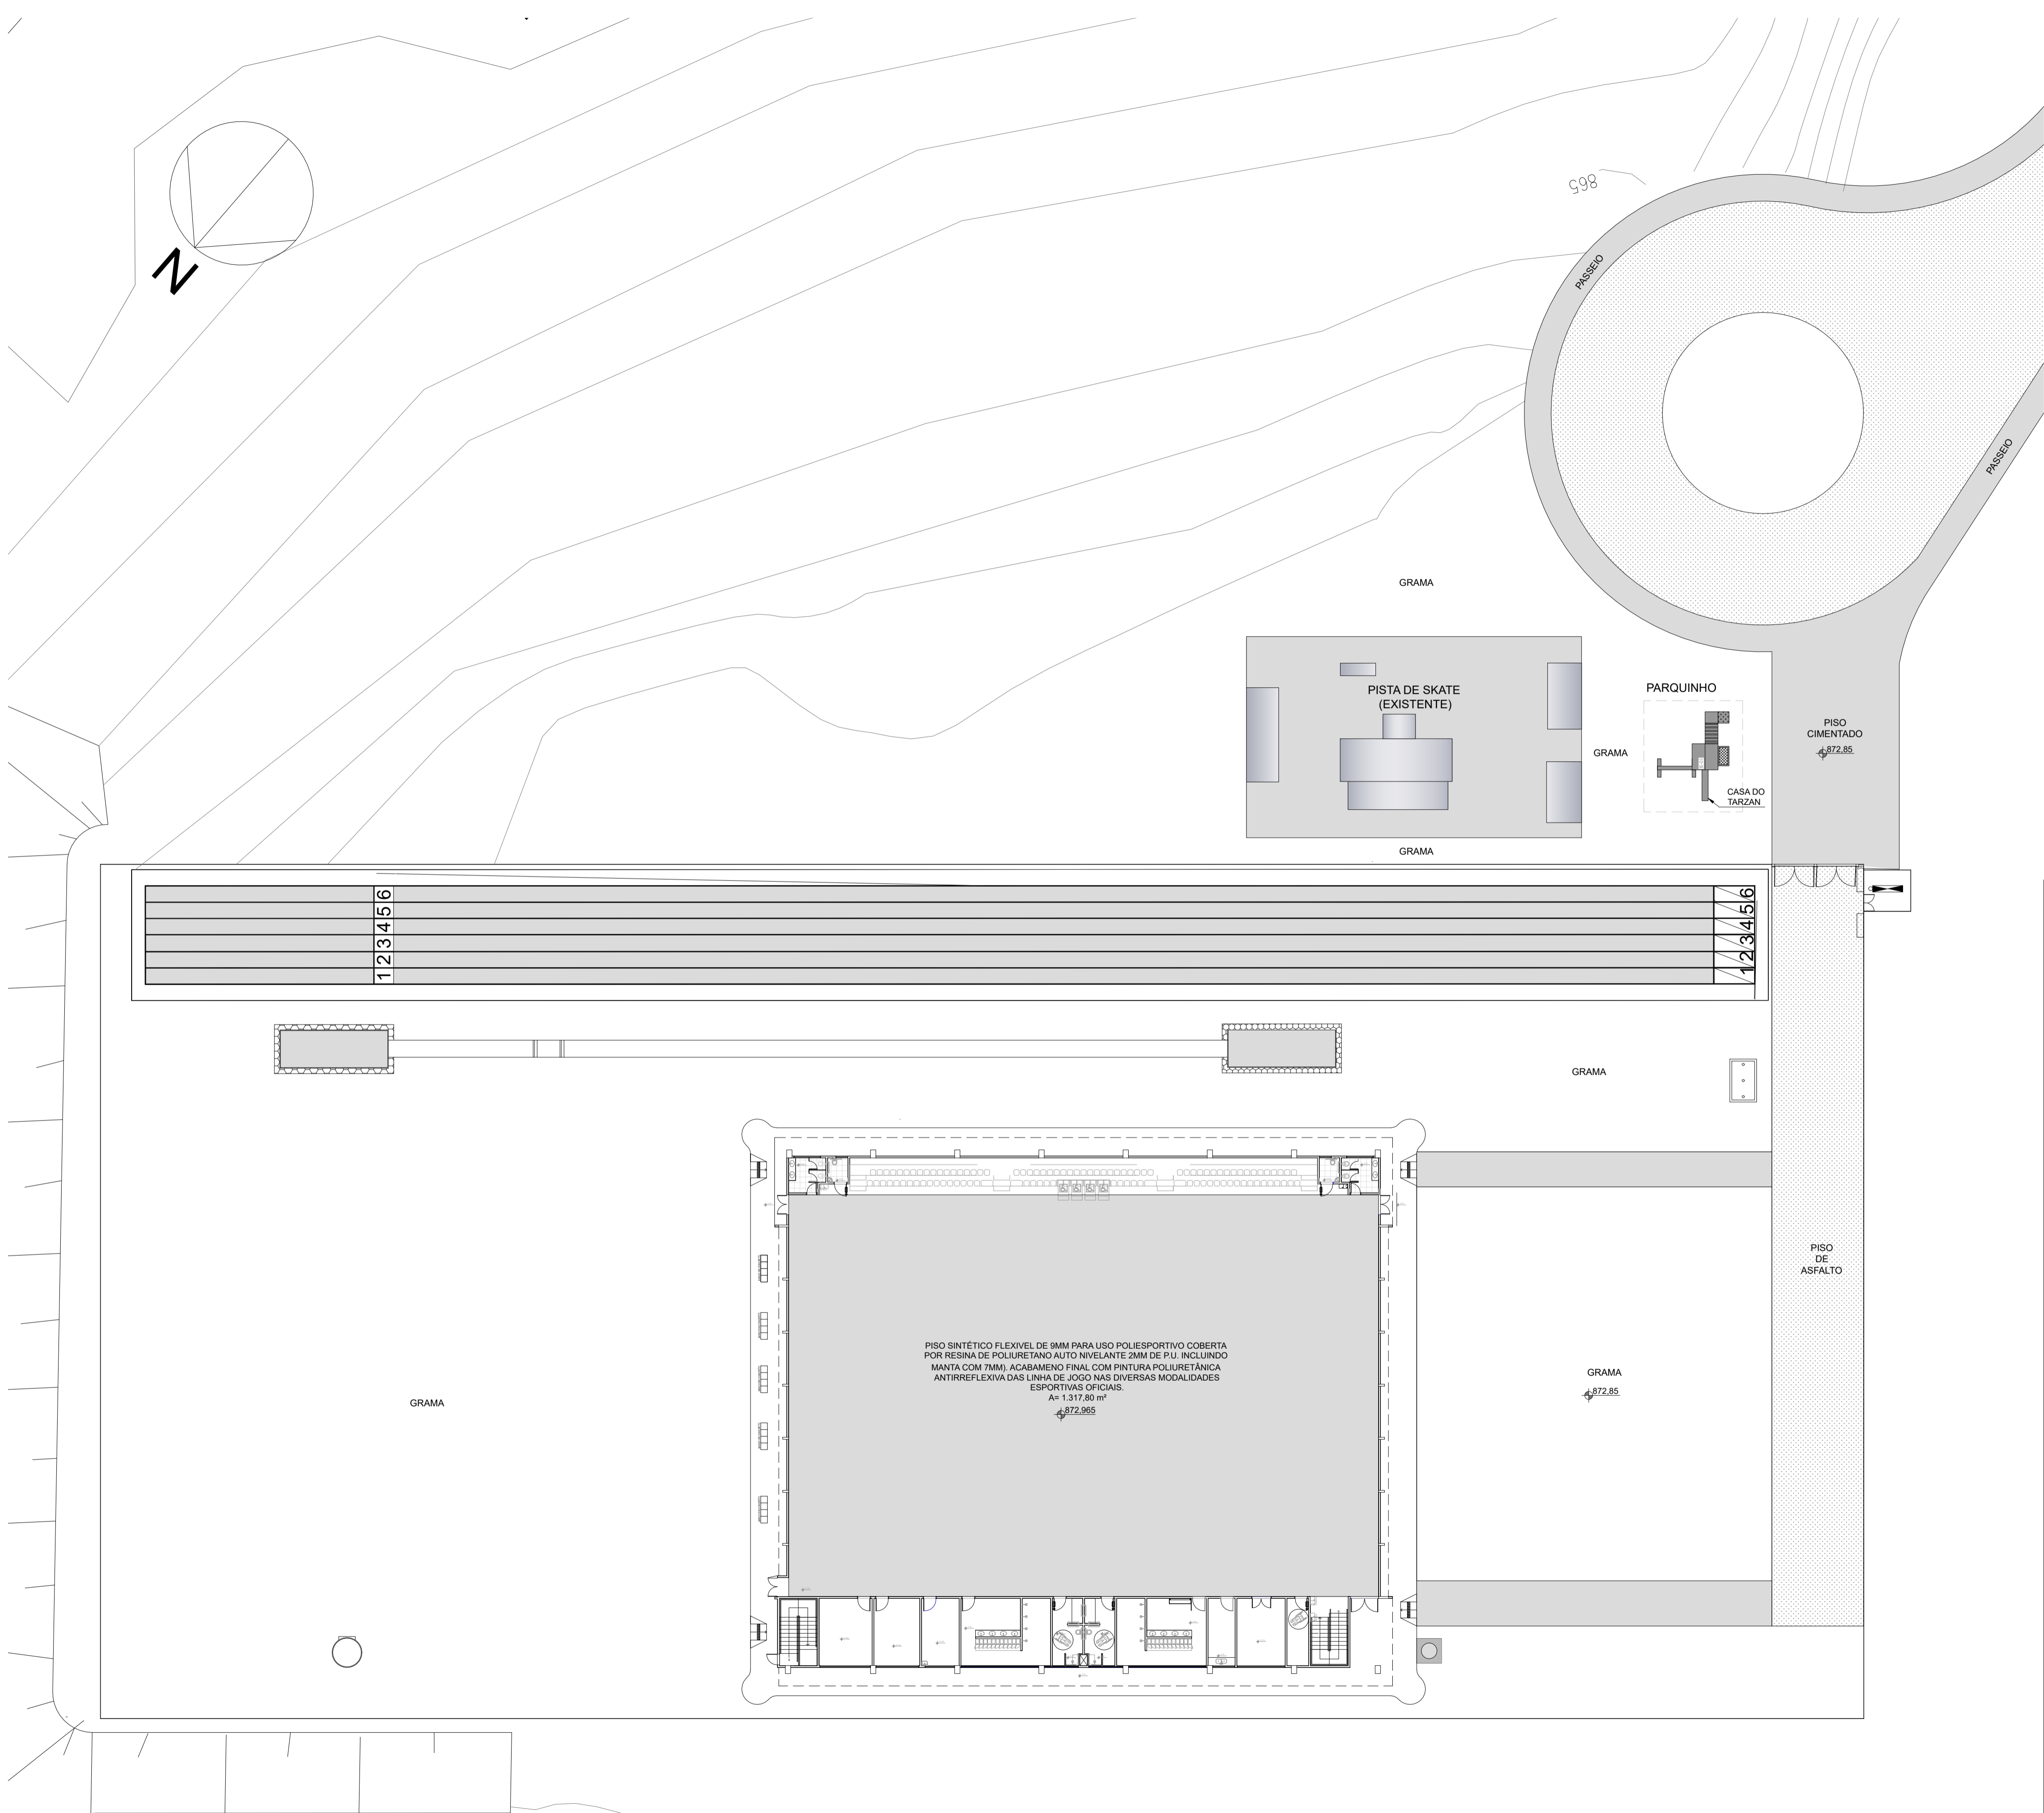 N
865
PASSEIO
PASSEIO
GRAMA
PISTA DE SKATE
(EXISTENTE)
PARQUINHO
GRAMA
PISO
CIMENTADO
872,85
CASA DO
TARZAN
GRAMA
1 2 3 4 5 6
1 2 3 4 5 6
GRAMA
PISO
DE
ASFALTO
PISO SINTÉTICO FLEXIVEL DE 9MM PARA USO POLIESPORTIVO COBERTA
POR RESINA DE POLIURETANO AUTO NIVELANTE 2MM DE P.U. INCLUINDO
MANTA COM 7MM). ACABAMENO FINAL COM PINTURA POLIURETÂNICA
ANTIRREFLEXIVA DAS LINHA DE JOGO NAS DIVERSAS MODALIDADES
ESPORTIVAS OFICIAIS.
A= 1.317,80 m²
872,965
GRAMA
872,85
GRAMA